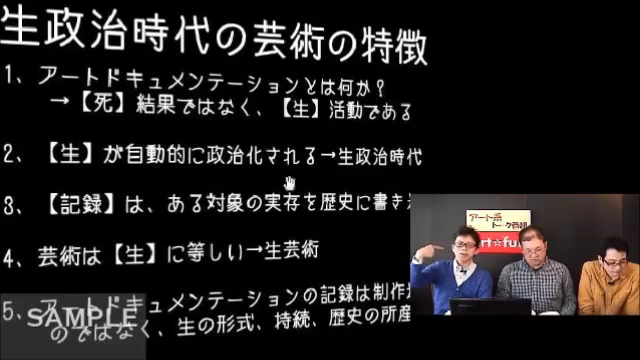 生政治時代の芸術の特徴
1、アートドキュメンテーションとは何か?
→【死】結果ではなく、【生】活動である
2、【生】が自動的に政治化される→生政治時代
3、【記録】は、ある対象の実存を歴史に書き
4、芸術は【生】に等しい→生芸術
5、アートドキュメンテーションの記録は制作
のではなく、生の形式、持続、歴史の所産
アート系
トーク番組
art☆ful
SAMPLE